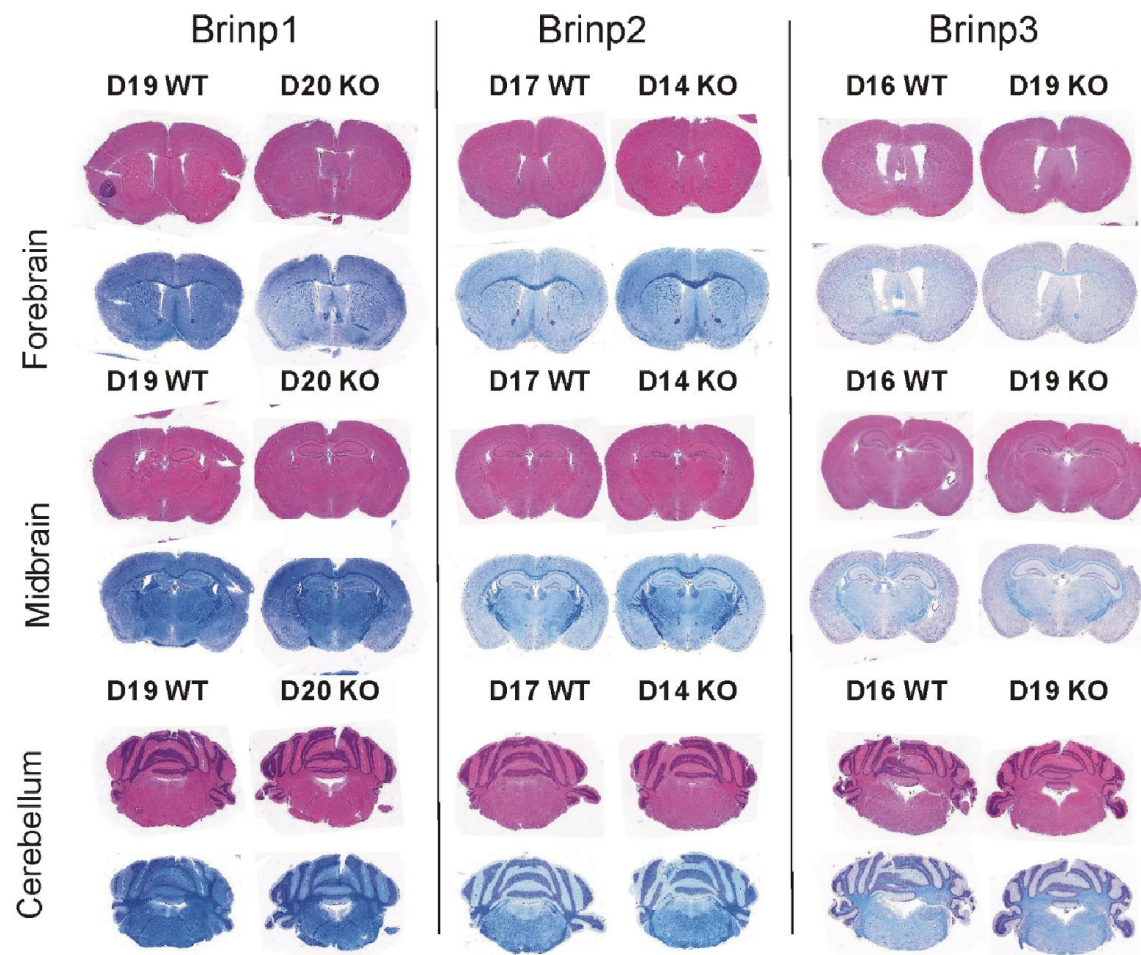 Brinp1 Brinp2 Brinp3
D19 WT D20 KO D17 WT D14 KO D16 WT D19 KO
Forebrain
D19 WT D20 KO D17 WT D14 KO D16 WT D19 KO
Midbrain
D19 WT D20 KO D17 WT D14 KO D16 WT D19 KO
Cerebellum